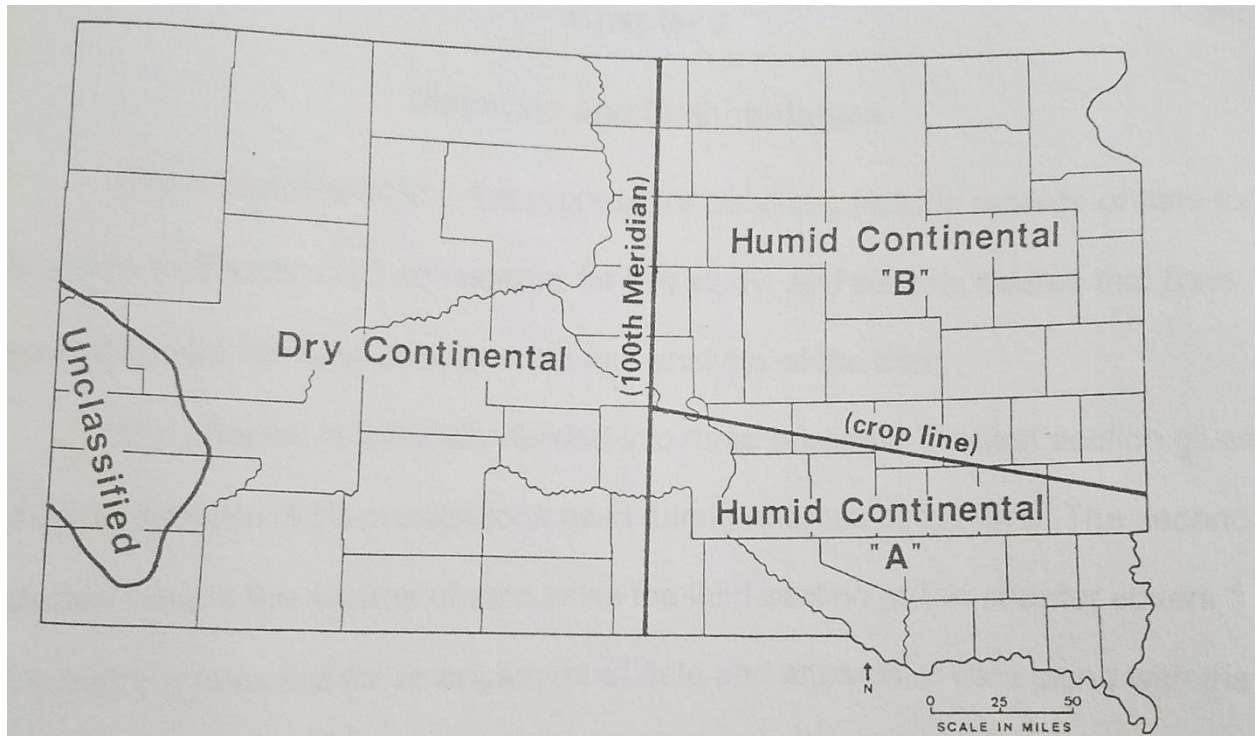 Humid Continental
"B"
(100th Meridian)
Dry Continental
Unclassified
(crop line)
Humid Continental
"A"
N
0 25 50
SCALE IN MILES